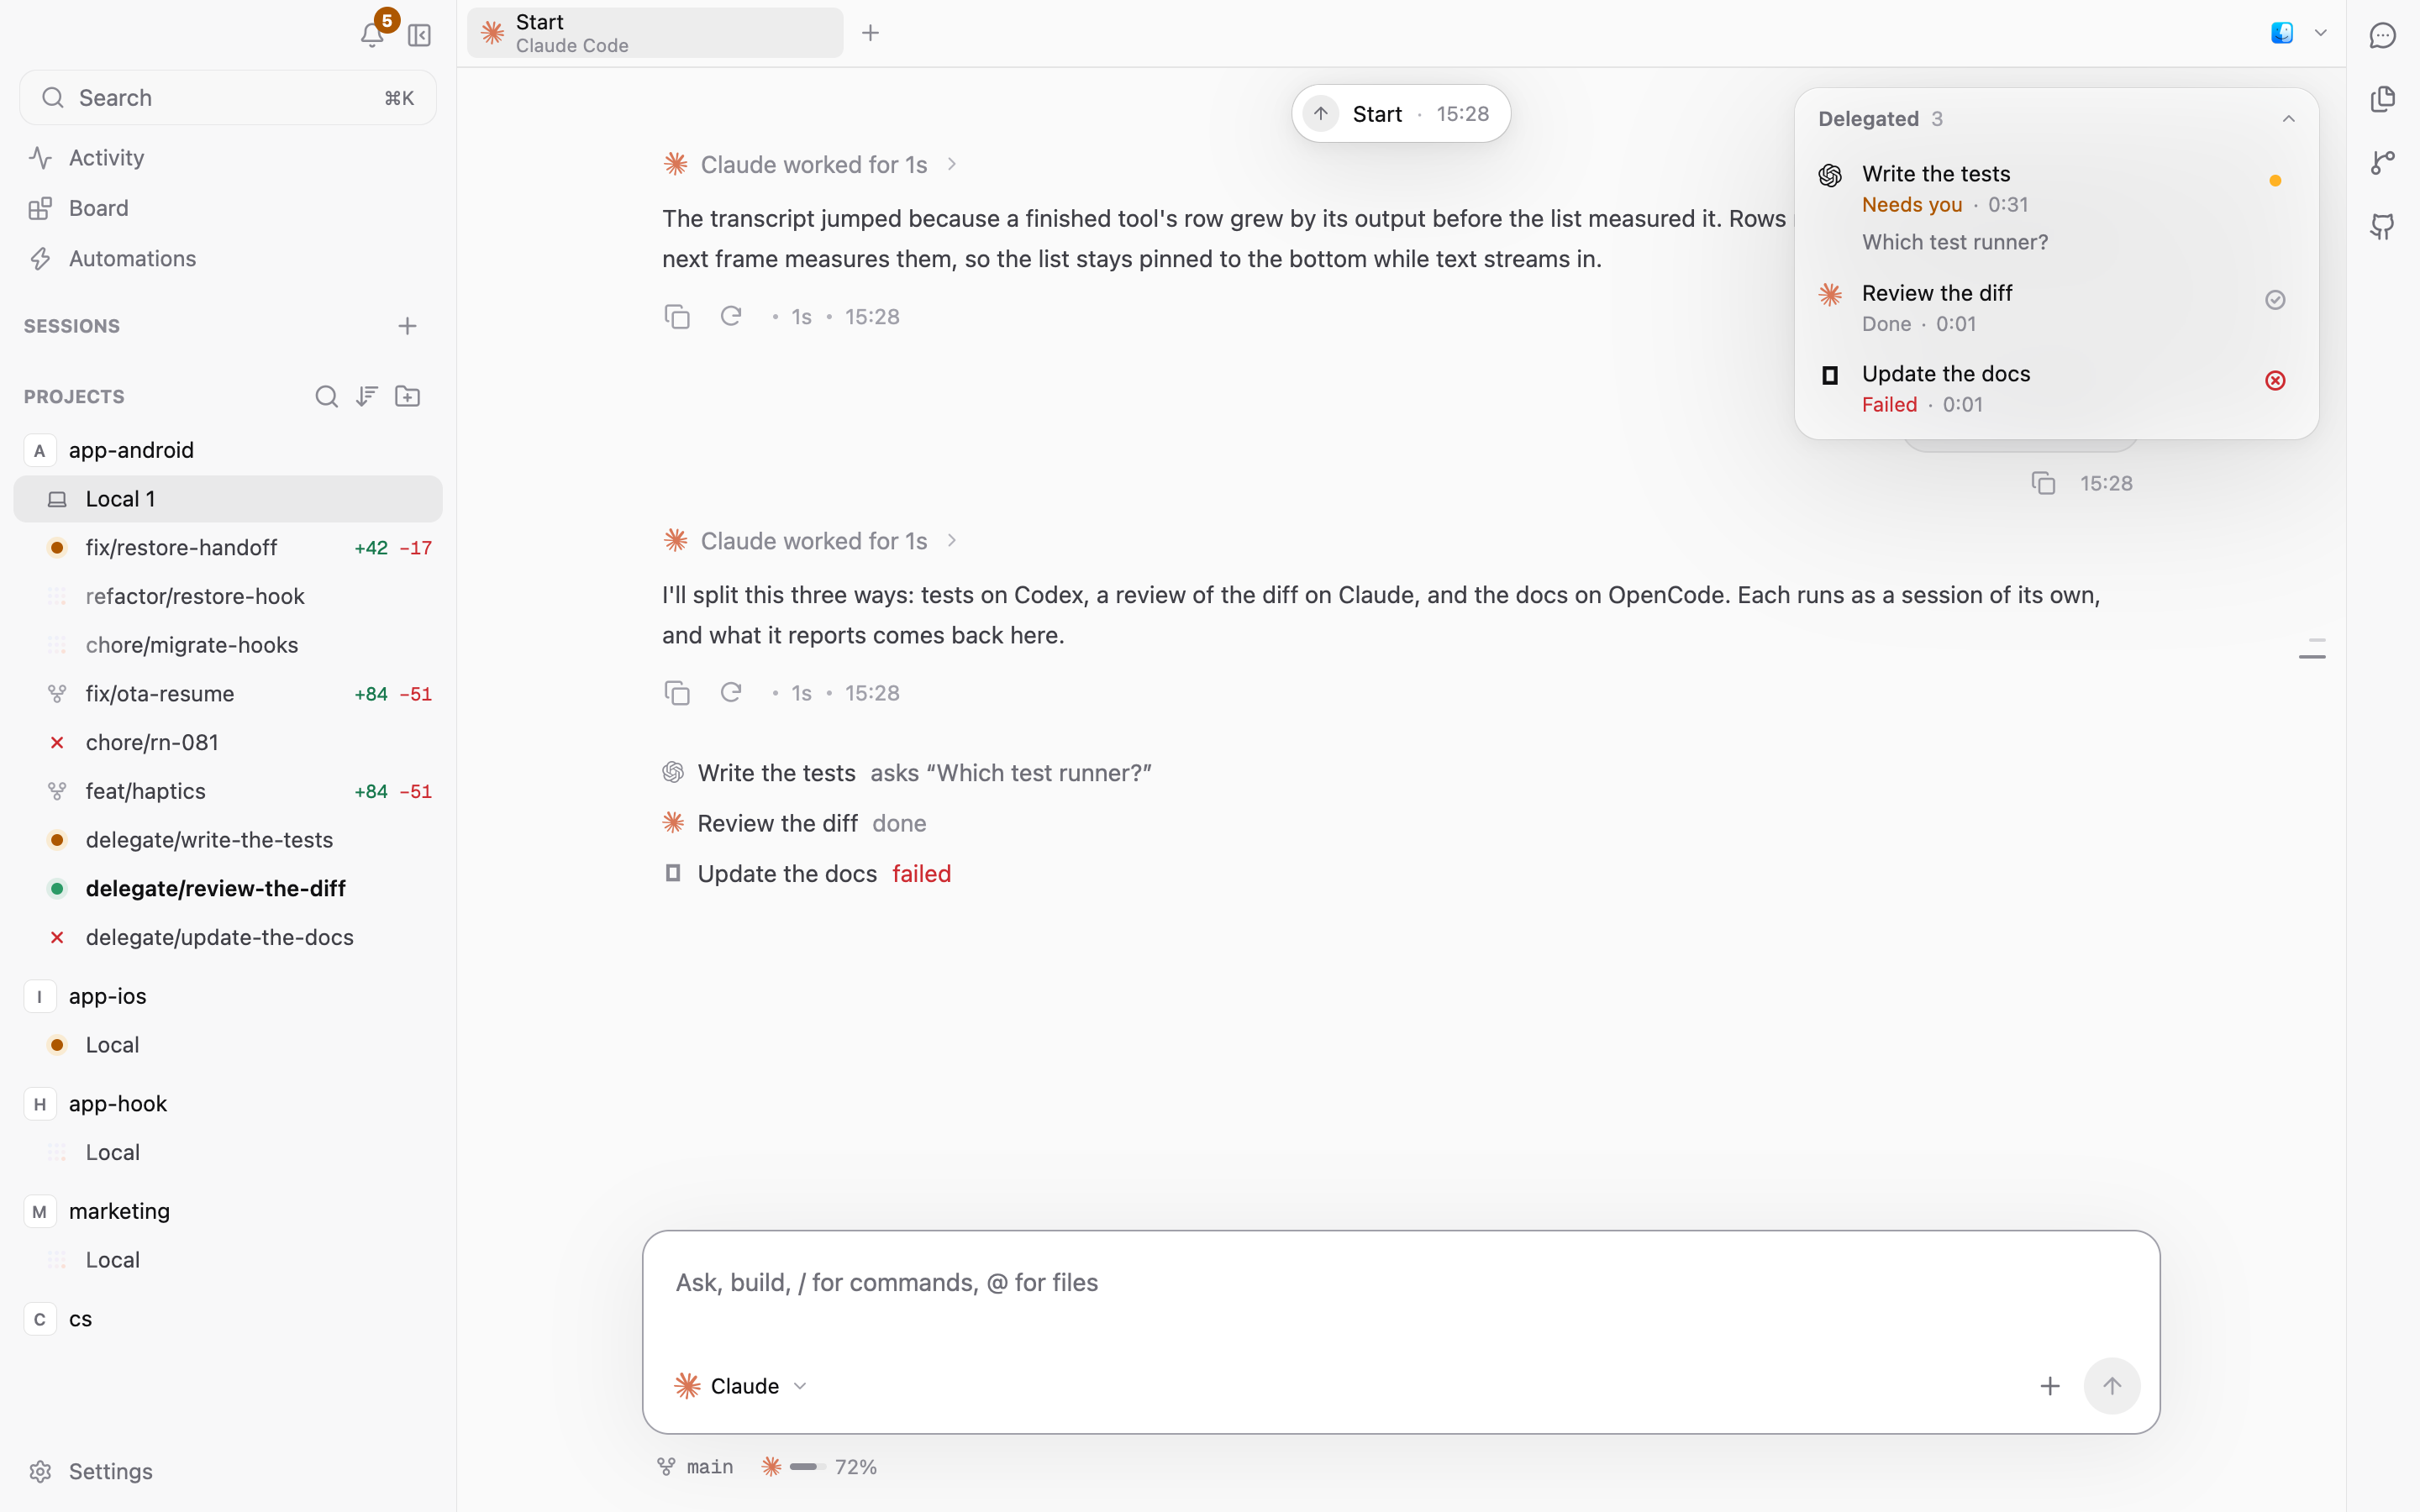 5
Search ⌘K
Activity
Board
Automations
SESSIONS
PROJECTS
A app-android
Local 1
fix/restore-handoff +42 −17
refactor/restore-hook
chore/migrate-hooks
fix/ota-resume +84 −51
chore/rn-081
feat/haptics +84 −51
delegate/write-the-tests
delegate/review-the-diff
delegate/update-the-docs
I app-ios
Local
H app-hook
Local
M marketing
Local
C cs
Settings
Start
Claude Code
Start · 15:28
Claude worked for 1s
The transcript jumped because a finished tool's row grew by its output before the list measured it. Rows
next frame measures them, so the list stays pinned to the bottom while text streams in.
• 1s • 15:28
15:28
Claude worked for 1s
I'll split this three ways: tests on Codex, a review of the diff on Claude, and the docs on OpenCode. Each runs as a session of its own,
and what it reports comes back here.
• 1s • 15:28
Write the tests asks “Which test runner?”
Review the diff done
Update the docs failed
Ask, build, / for commands, @ for files
Claude
main 72%
Delegated 3
Write the tests
Needs you · 0:31
Which test runner?
Review the diff
Done · 0:01
Update the docs
Failed · 0:01